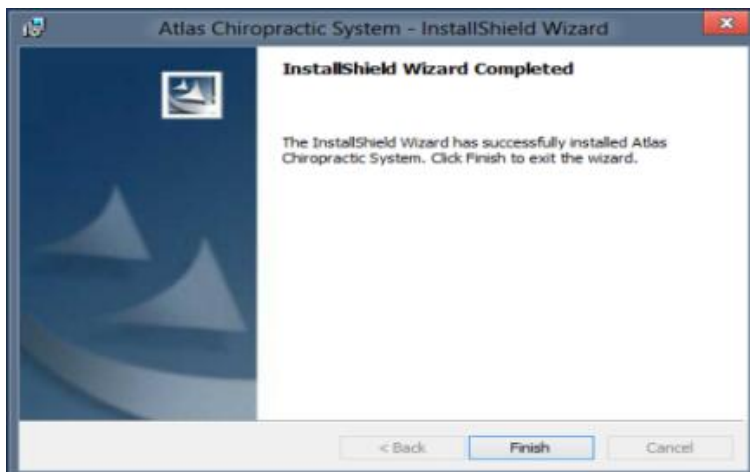 Atlas Chiropractic System - InstallShield Wizard
InstallShield Wizard Completed
The InstallShield Wizard has successfully installed Atlas
Chiropractic System. Click Finish to exit the wizard.
< Back
Finish
Cancel